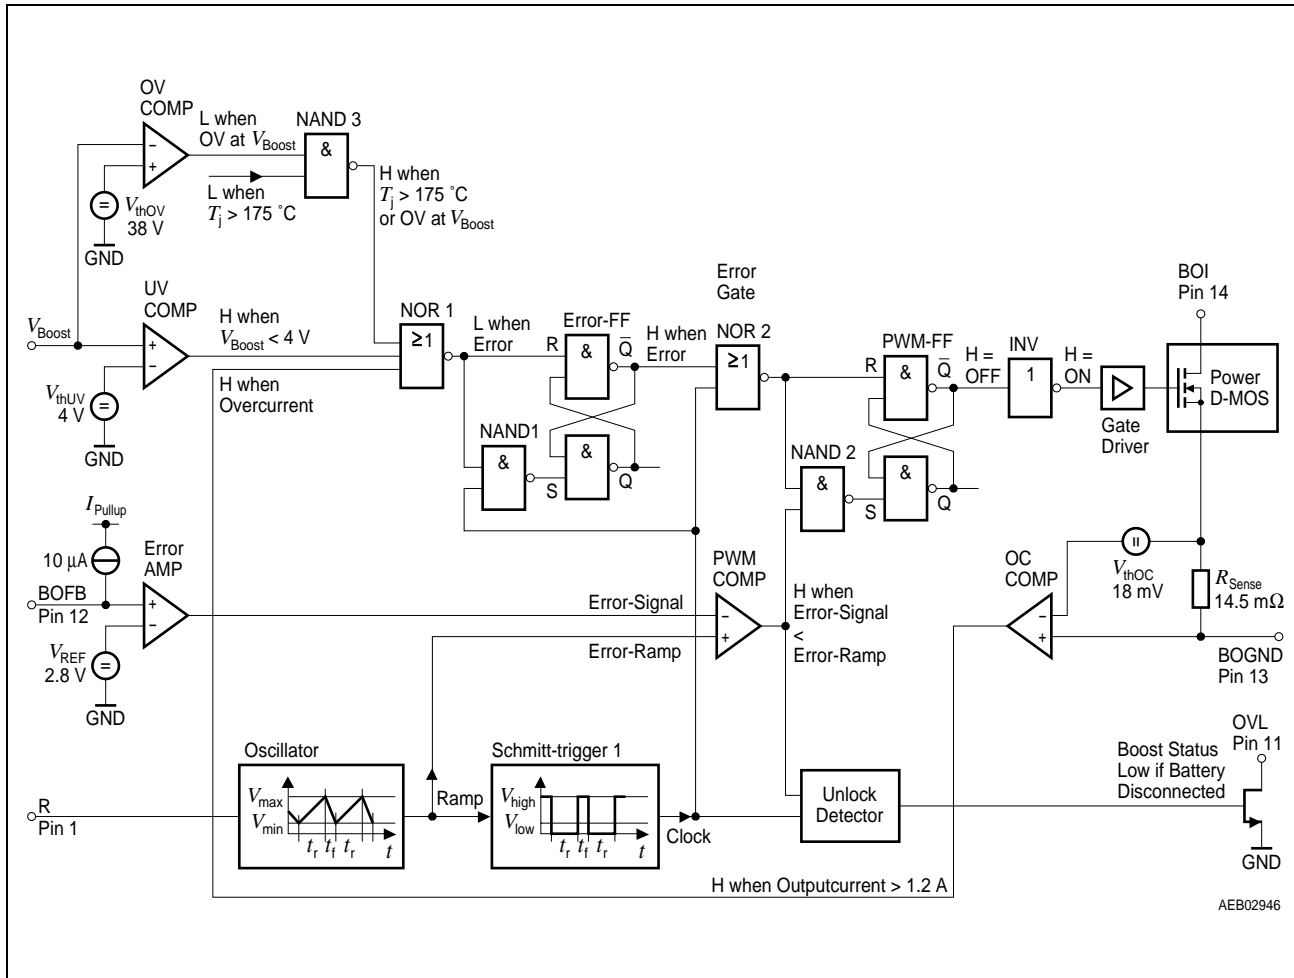 OV
COMP
L when
OV at VBoost
NAND 3
&
−
+
L when
Tj > 175 ˚C
H when
Tj > 175 ˚C
or OV at VBoost
=
VthOV
38 V
GND
UV
COMP
H when
VBoost < 4 V
VBoost
+
−
H when
Overcurrent
VthUV
4 V
=
GND
NOR 1
≥1
L when
Error
Error-FF
R
&
Q̅
H when
Error
NAND1
&
S
&
Q
Error
Gate
NOR 2
≥1
PWM-FF
R
&
Q̅
H =
OFF
INV
1
H =
ON
Gate
Driver
BOI
Pin 14
Power
D-MOS
NAND 2
&
S
&
Q
IPullup
10 µA
Error
AMP
BOFB
Pin 12
+
−
VREF
2.8 V
=
GND
Error-Signal
Error-Ramp
PWM
COMP
−
+
H when
Error-Signal
<
Error-Ramp
OC
COMP
−
+
=
VthOC
18 mV
RSense
14.5 mΩ
BOGND
Pin 13
Oscillator
Vmax
Vmin
tr tf tr t
R
Pin 1
Ramp
Schmitt-trigger 1
Vhigh
Vlow
tr tf tr t
Clock
Unlock
Detector
Boost Status
Low if Battery
Disconnected
OVL
Pin 11
GND
H when Outputcurrent > 1.2 A
AEB02946